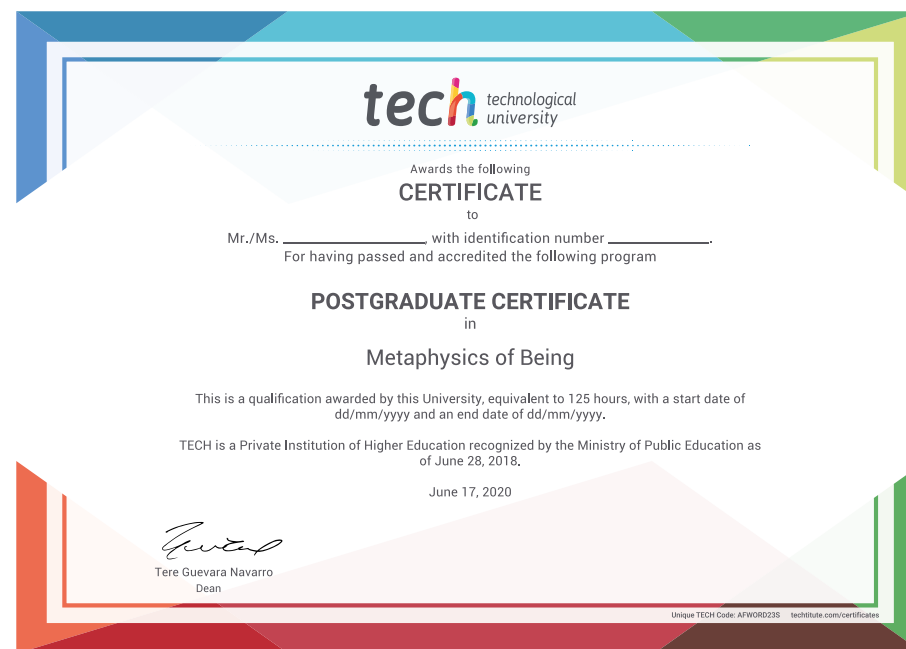 tech technological
university
Awards the following
CERTIFICATE
to
Mr./Ms. ____________________, with identification number ______________.
For having passed and accredited the following program
POSTGRADUATE CERTIFICATE
in
Metaphysics of Being
This is a qualification awarded by this University, equivalent to 125 hours, with a start date of
dd/mm/yyyy and an end date of dd/mm/yyyy.
TECH is a Private Institution of Higher Education recognized by the Ministry of Public Education as
of June 28, 2018.
June 17, 2020
Tere Guevara Navarro
Dean
Unique TECH Code: AFWORD23S techtitute.com/certificates